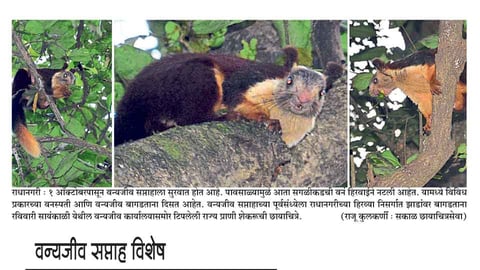 राधानगरी : १ ऑक्टोबरपासून वन्यजीव सप्ताहाला सुरवात होत आहे. पावसाळ्यामुळं आता सगळीकडची वनं हिरवाईने नटली आहेत. यामध्ये विविध
प्रकारच्या वनस्पती आणि वन्यजीव बागडताना दिसत आहेत. वन्यजीव सप्ताहाच्या पूर्वसंध्येला राधानगरीच्या हिरव्या निसर्गात झाडांवर बागडताना
रविवारी सायंकाळी येथील वन्यजीव कार्यालयासमोर टिपलेली राज्य प्राणी शेकरूची छायाचित्रे. (राजू कुलकर्णी : सकाळ छायाचित्रसेवा)
वन्यजीव सप्ताह विशेष